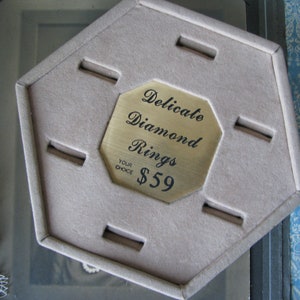 Delicate
Diamond
Rings
YOUR
CHOICE $59